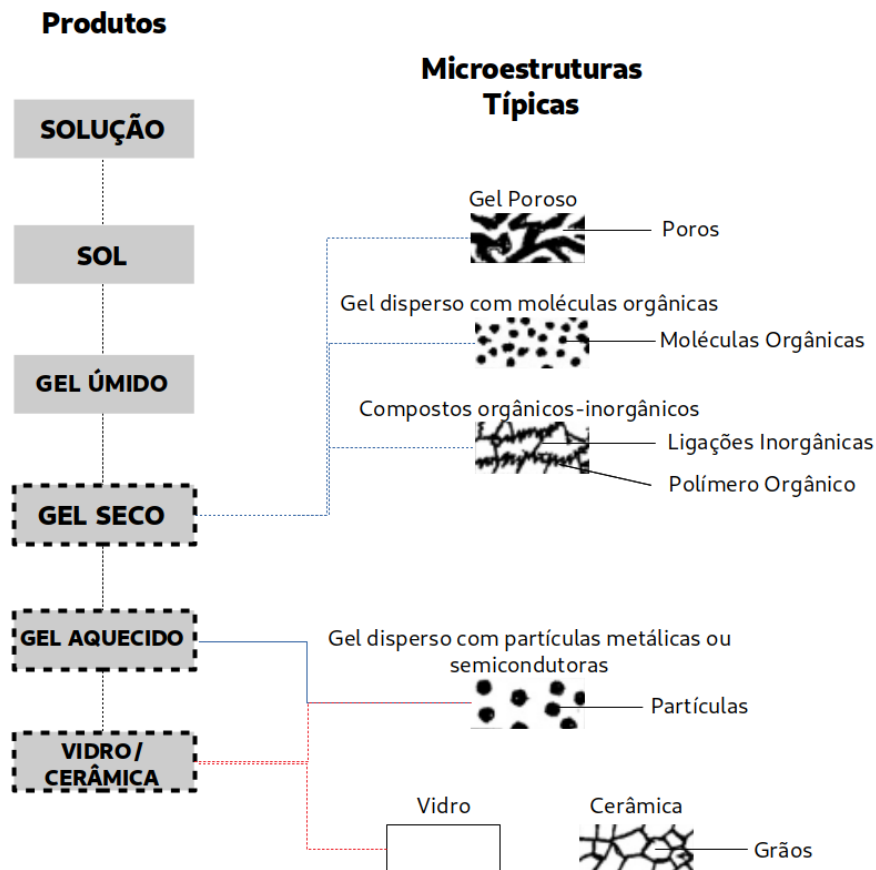 Produtos
Microestruturas
Típicas
SOLUÇÃO
SOL
GEL ÚMIDO
GEL SECO
GEL AQUECIDO
VIDRO/
CERÂMICA
Gel Poroso
Poros
Gel disperso com moléculas orgânicas
Moléculas Orgânicas
Compostos orgânicos-inorgânicos
Ligações Inorgânicas
Polímero Orgânico
Gel disperso com partículas metálicas ou
semicondutoras
Partículas
Vidro
Cerâmica
Grãos